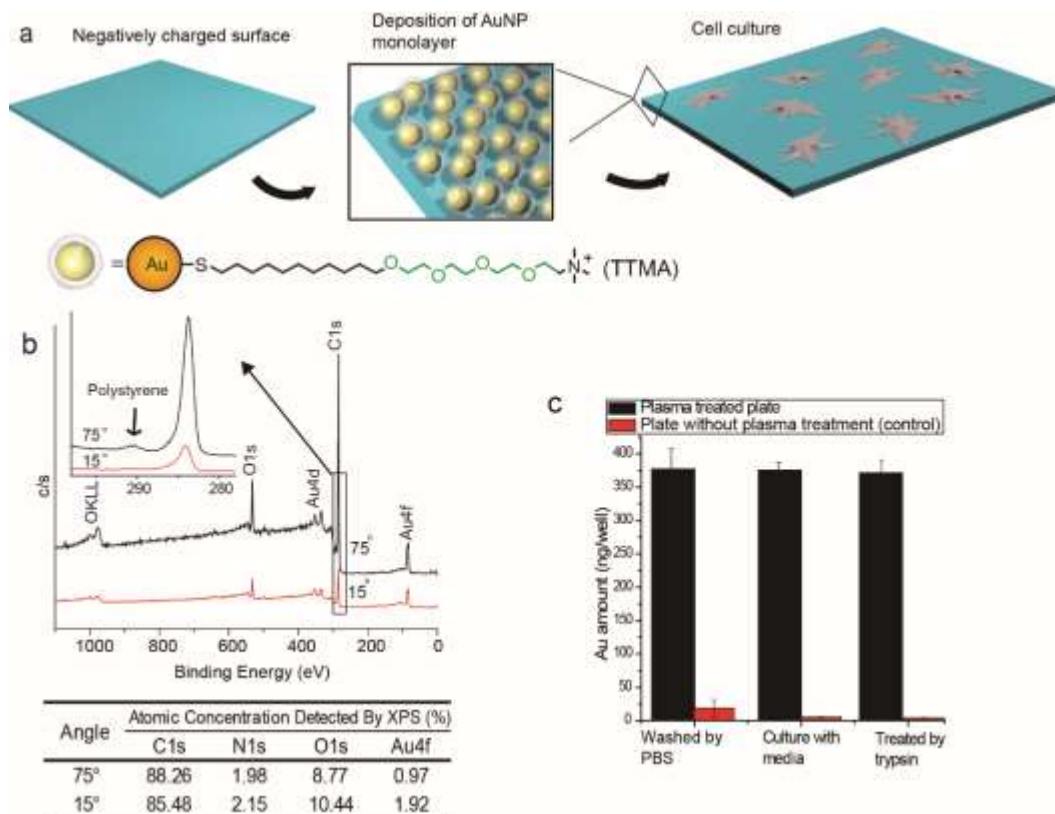 a
Negatively charged surface
Deposition of AuNP
monolayer
Cell culture
= Au S O O O O N + (TTMA)
b
Polystyrene
75°
15°
290 280
OKLL
O1s
Au4d
C1s
Au4f
75°
15°
c/s
1000 800 600 400 200 0
Binding Energy (eV)
Angle Atomic Concentration Detected By XPS (%)
C1s N1s O1s Au4f
75° 88.26 1.98 8.77 0.97
15° 85.48 2.15 10.44 1.92
c
Plasma treated plate
Plate without plasma treatment (control)
Au amount (ng/well)
400
350
300
250
200
150
100
50
0
Washed by
PBS
Culture with
media
Treated by
trypsin